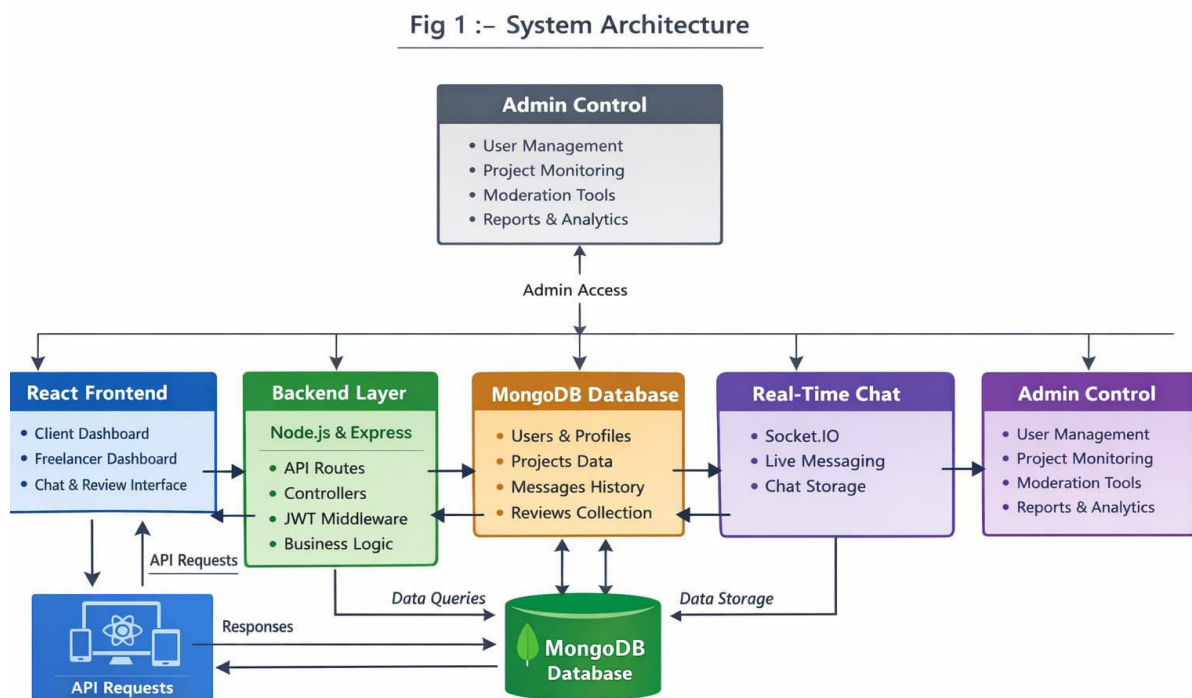 Fig 1 :- System Architecture
Admin Control
• User Management
• Project Monitoring
• Moderation Tools
• Reports & Analytics
Admin Access
React Frontend
• Client Dashboard
• Freelancer Dashboard
• Chat & Review Interface
Backend Layer
Node.js & Express
• API Routes
• Controllers
• JWT Middleware
• Business Logic
MongoDB Database
• Users & Profiles
• Projects Data
• Messages History
• Reviews Collection
Real-Time Chat
• Socket.IO
• Live Messaging
• Chat Storage
Admin Control
• User Management
• Project Monitoring
• Moderation Tools
• Reports & Analytics
API Requests
Data Queries
Data Storage
Responses
API Requests
MongoDB
Database